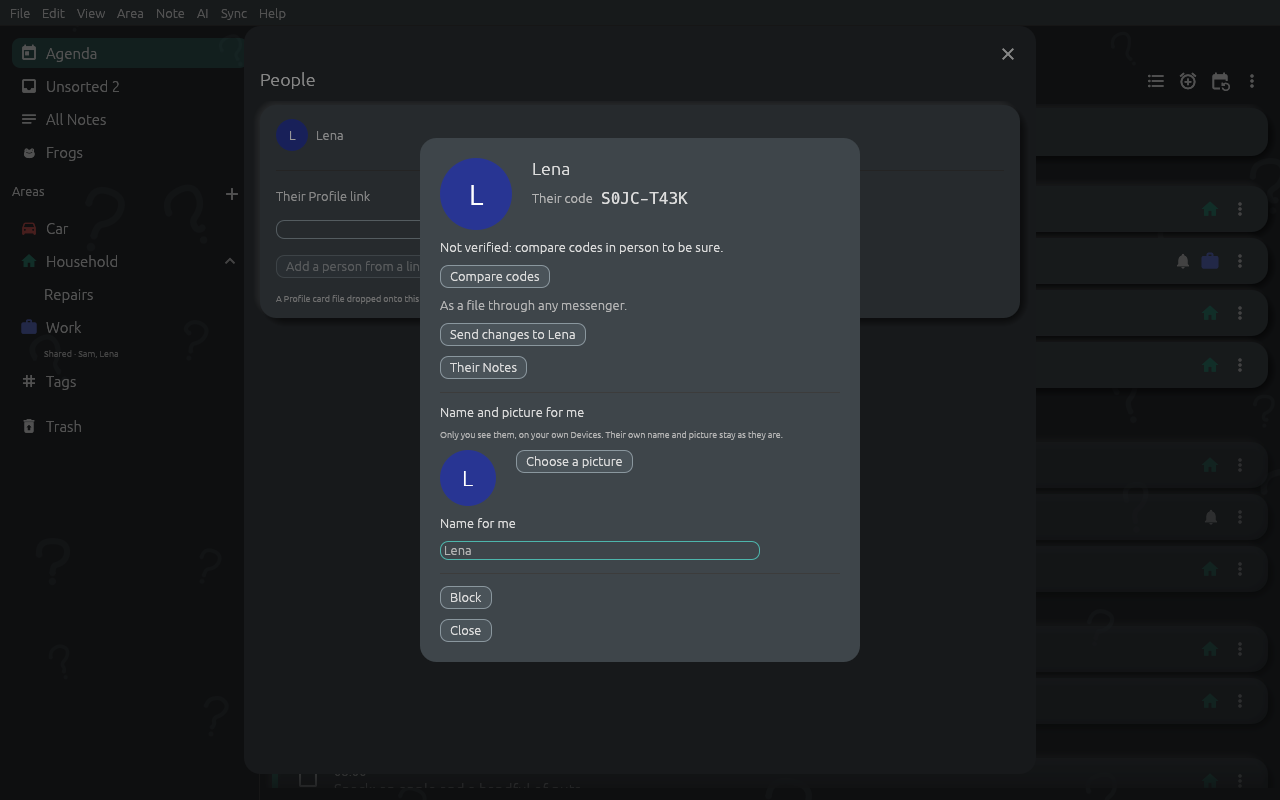 File Edit View Area Note AI Sync Help
Agenda
Unsorted 2
All Notes
Frogs
Areas
Car
Household
Repairs
Work
Shared · Sam, Lena
Tags
Trash
People
L Lena
Their Profile link
Add a person from a lin
A Profile card file dropped onto this
L
Lena
Their code S0JC-T43K
Not verified: compare codes in person to be sure.
Compare codes
As a file through any messenger.
Send changes to Lena
Their Notes
Name and picture for me
Only you see them, on your own Devices. Their own name and picture stay as they are.
L
Choose a picture
Name for me
Lena
Block
Close